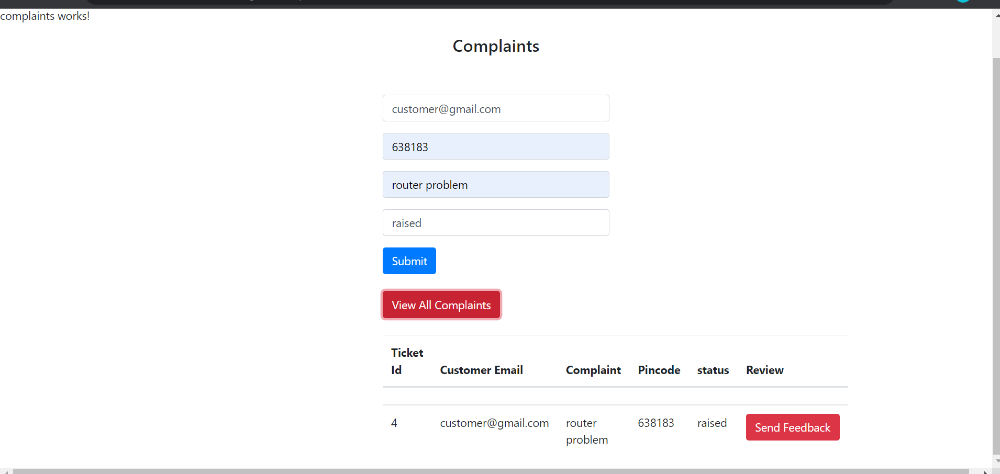 complaints works!
Complaints
customer@gmail.com
638183
router problem
raised
Submit
View All Complaints
Ticket
Id Customer Email Complaint Pincode status Review
4 customer@gmail.com router 638183 raised Send Feedback
problem